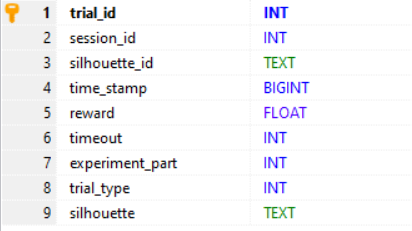 1 trial_id INT
2 session_id INT
3 silhouette_id TEXT
4 time_stamp BIGINT
5 reward FLOAT
6 timeout INT
7 experiment_part INT
8 trial_type INT
9 silhouette TEXT